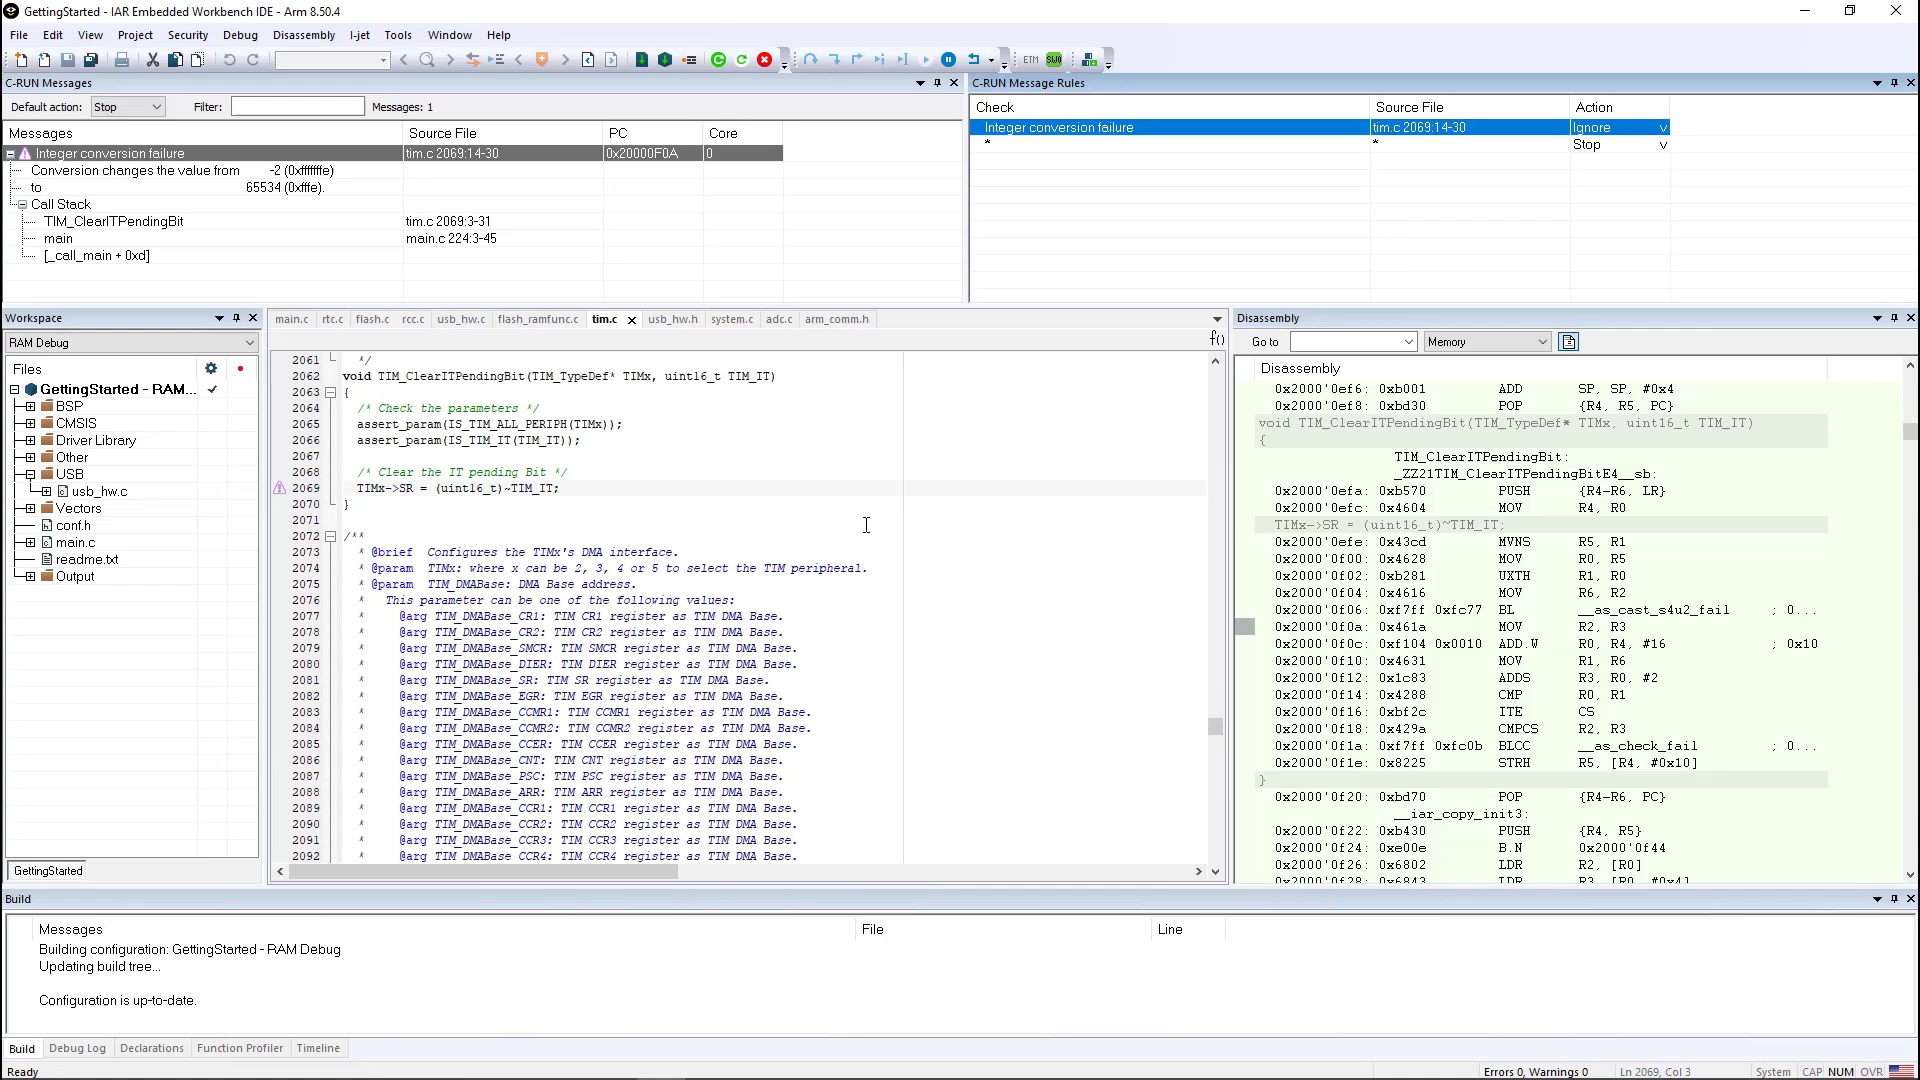 GettingStarted - IAR Embedded Workbench IDE - Arm 8.50.4
File Edit View Project Security Debug Disassembly I-jet Tools Window Help
ETM SWO
C-RUN Messages
Default action: Stop Filter: Messages: 1
Messages Source File PC Core
Integer conversion failure tim.c 2069:14-30 0x20000F0A 0
Conversion changes the value from -2 (0xfffffffe)
to 65534 (0xfffe).
Call Stack
TIM_ClearITPendingBit tim.c 2069:3-31
main main.c 224:3-45
[_call_main + 0xd]
C-RUN Message Rules
Check Source File Action
Integer conversion failure tim.c 2069:14-30 Ignore
* * Stop
Workspace
RAM Debug
Files
GettingStarted - RAM...
BSP
CMSIS
Driver Library
Other
USB
usb_hw.c
Vectors
conf.h
main.c
readme.txt
Output
GettingStarted
main.c rtc.c flash.c rcc.c usb_hw.c flash_ramfunc.c tim.c usb_hw.h system.c adc.c arm_comm.h
f()
2061 */
2062 void TIM_ClearITPendingBit(TIM_TypeDef* TIMx, uint16_t TIM_IT)
2063 {
2064 /* Check the parameters */
2065 assert_param(IS_TIM_ALL_PERIPH(TIMx));
2066 assert_param(IS_TIM_IT(TIM_IT));
2067
2068 /* Clear the IT pending Bit */
2069 TIMx->SR = (uint16_t)~TIM_IT;
2070 }
2071
2072 /**
2073 * @brief Configures the TIMx's DMA interface.
2074 * @param TIMx: where x can be 2, 3, 4 or 5 to select the TIM peripheral.
2075 * @param TIM_DMABase: DMA Base address.
2076 * This parameter can be one of the following values:
2077 * @arg TIM_DMABase_CR1: TIM CR1 register as TIM DMA Base.
2078 * @arg TIM_DMABase_CR2: TIM CR2 register as TIM DMA Base.
2079 * @arg TIM_DMABase_SMCR: TIM SMCR register as TIM DMA Base.
2080 * @arg TIM_DMABase_DIER: TIM DIER register as TIM DMA Base.
2081 * @arg TIM_DMABase_SR: TIM SR register as TIM DMA Base.
2082 * @arg TIM_DMABase_EGR: TIM EGR register as TIM DMA Base.
2083 * @arg TIM_DMABase_CCMR1: TIM CCMR1 register as TIM DMA Base.
2084 * @arg TIM_DMABase_CCMR2: TIM CCMR2 register as TIM DMA Base.
2085 * @arg TIM_DMABase_CCER: TIM CCER register as TIM DMA Base.
2086 * @arg TIM_DMABase_CNT: TIM CNT register as TIM DMA Base.
2087 * @arg TIM_DMABase_PSC: TIM PSC register as TIM DMA Base.
2088 * @arg TIM_DMABase_ARR: TIM ARR register as TIM DMA Base.
2089 * @arg TIM_DMABase_CCR1: TIM CCR1 register as TIM DMA Base.
2090 * @arg TIM_DMABase_CCR2: TIM CCR2 register as TIM DMA Base.
2091 * @arg TIM_DMABase_CCR3: TIM CCR3 register as TIM DMA Base.
2092 * @arg TIM_DMABase_CCR4: TIM CCR4 register as TIM DMA Base.
Disassembly
Go to Memory
Disassembly
0x2000'0ef6: 0xb001 ADD SP, SP, #0x4
0x2000'0ef8: 0xbd30 POP {R4, R5, PC}
void TIM_ClearITPendingBit(TIM_TypeDef* TIMx, uint16_t TIM_IT)
{
TIM_ClearITPendingBit:
_ZZ21TIM_ClearITPendingBitE4__sb:
0x2000'0efa: 0xb570 PUSH {R4-R6, LR}
0x2000'0efc: 0x4604 MOV R4, R0
TIMx->SR = (uint16_t)~TIM_IT;
0x2000'0efe: 0x43cd MVNS R5, R1
0x2000'0f00: 0x4628 MOV R0, R5
0x2000'0f02: 0xb281 UXTH R1, R0
0x2000'0f04: 0x4616 MOV R6, R2
0x2000'0f06: 0xf7ff 0xfc77 BL __as_cast_s4u2_fail ; 0...
0x2000'0f0a: 0x461a MOV R2, R3
0x2000'0f0c: 0xf104 0x0010 ADD.W R0, R4, #16 ; 0x10
0x2000'0f10: 0x4631 MOV R1, R6
0x2000'0f12: 0x1c83 ADDS R3, R0, #2
0x2000'0f14: 0x4288 CMP R0, R1
0x2000'0f16: 0xbf2c ITE CS
0x2000'0f18: 0x429a CMPCS R2, R3
0x2000'0f1a: 0xf7ff 0xfc0b BLCC __as_check_fail ; 0...
0x2000'0f1e: 0x8225 STRH R5, [R4, #0x10]
}
0x2000'0f20: 0xbd70 POP {R4-R6, PC}
__iar_copy_init3:
0x2000'0f22: 0xb430 PUSH {R4, R5}
0x2000'0f24: 0xe00e B.N 0x2000'0f44
0x2000'0f26: 0x6802 LDR R2, [R0]
0x2000'0f28: 0x6843 LDR R3, [R0, #0x4]
Build
Messages File Line
Building configuration: GettingStarted - RAM Debug
Updating build tree...
Configuration is up-to-date.
Build Debug Log Declarations Function Profiler Timeline
Ready Errors 0, Warnings 0 Ln 2069, Col 3 System CAP NUM OVR